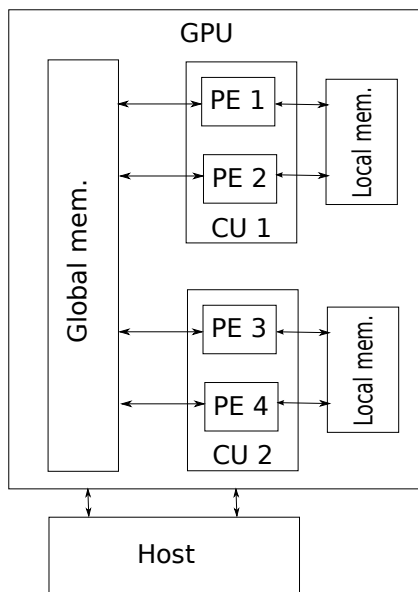 GPU
Global mem.
PE 1
PE 2
CU 1
Local mem.
PE 3
PE 4
CU 2
Local mem.
Host